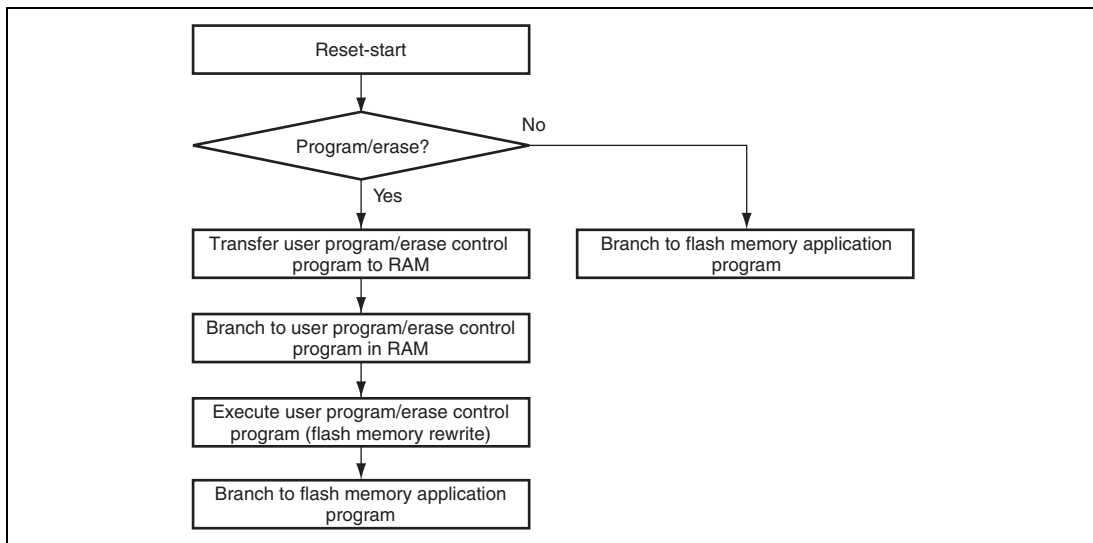 Reset-start
Program/erase?
No
Yes
Transfer user program/erase control
program to RAM
Branch to flash memory application
program
Branch to user program/erase control
program in RAM
Execute user program/erase control
program (flash memory rewrite)
Branch to flash memory application
program